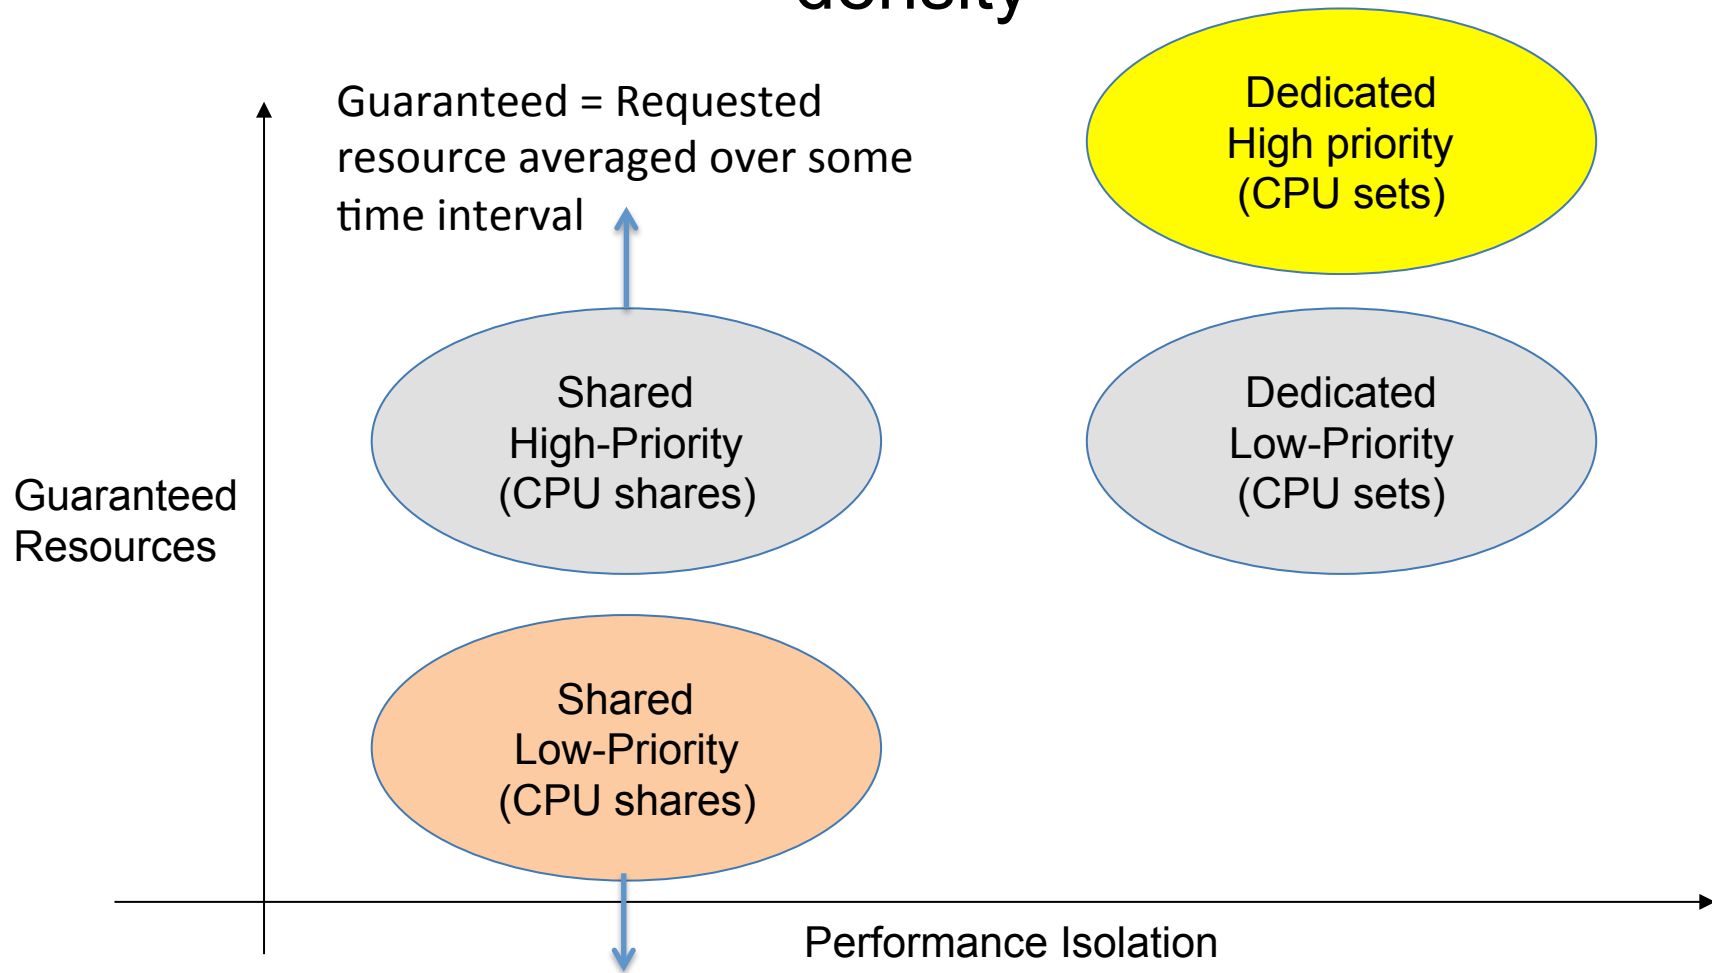 density
Guaranteed = Requested
resource averaged over some
time interval
Dedicated
High priority
(CPU sets)
Shared
High-Priority
(CPU shares)
Dedicated
Low-Priority
(CPU sets)
Guaranteed
Resources
Shared
Low-Priority
(CPU shares)
Performance Isolation